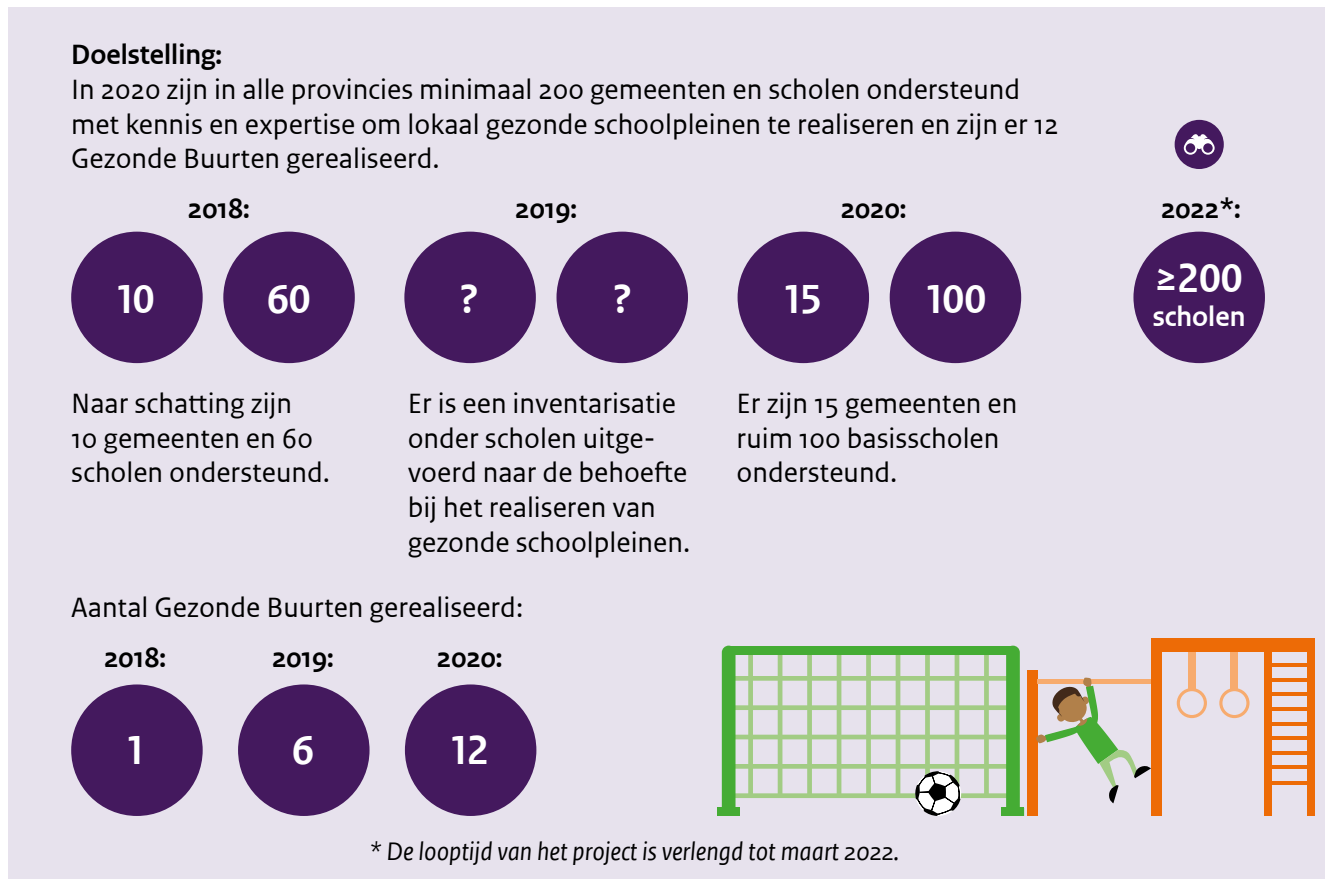 Doelstelling:
In 2020 zijn in alle provincies minimaal 200 gemeenten en scholen ondersteund
met kennis en expertise om lokaal gezonde schoolpleinen te realiseren en zijn er 12
Gezonde Buurten gerealiseerd.
2018:
10
60
Naar schatting zijn
10 gemeenten en 60
scholen ondersteund.
2019:
?
?
Er is een inventarisatie
onder scholen uitge-
voerd naar de behoefte
bij het realiseren van
gezonde schoolpleinen.
2020:
15
100
Er zijn 15 gemeenten en
ruim 100 basisscholen
ondersteund.
2022*:
≥200
scholen
Aantal Gezonde Buurten gerealiseerd:
2018:
1
2019:
6
2020:
12
* De looptijd van het project is verlengd tot maart 2022.